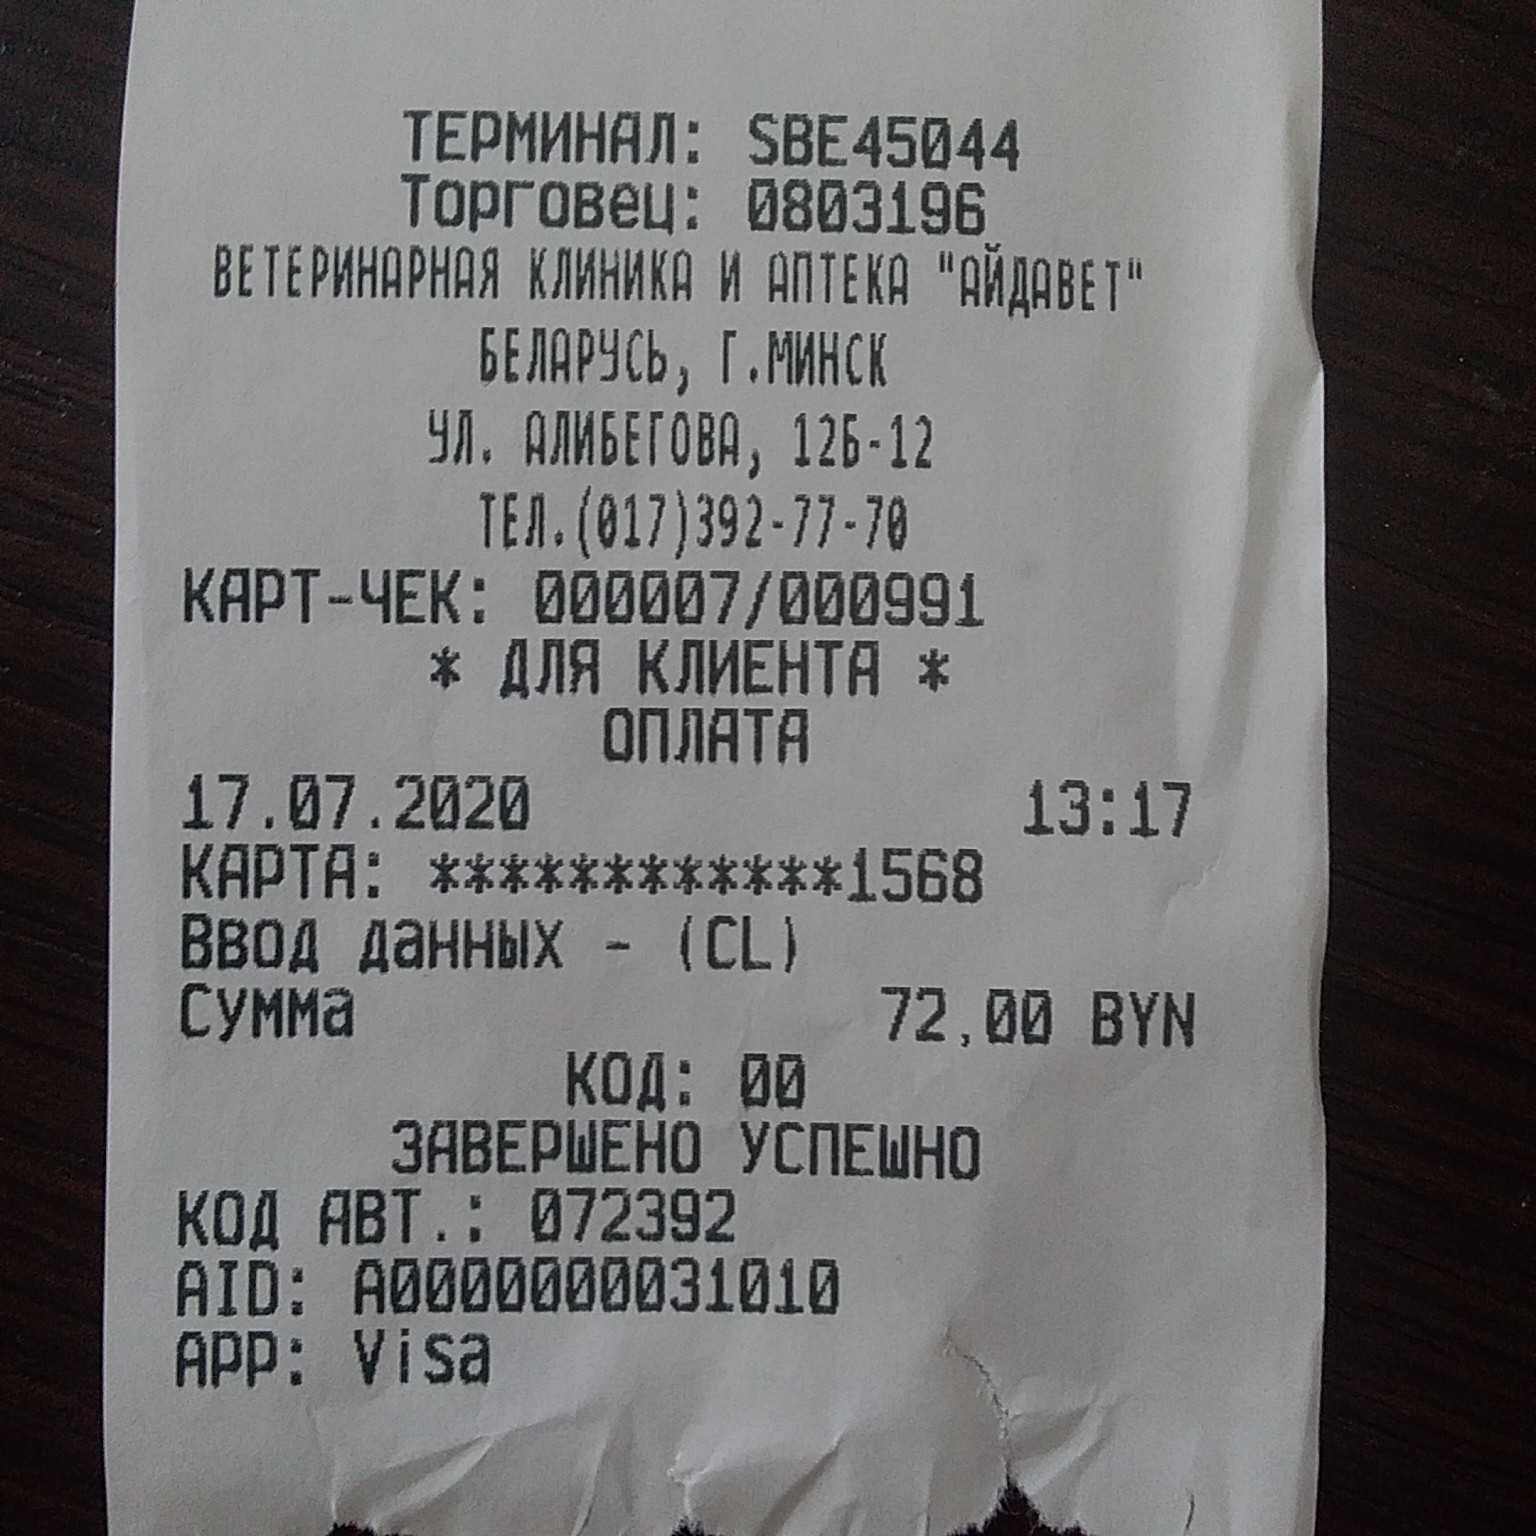 ТЕРМИНАЛ: SBE45044
Торговец: 0803196
ВЕТЕРИНАРНАЯ КЛИНИКА И АПТЕКА "АЙДАВЕТ"
БЕЛАРУСЬ, Г.МИНСК
УЛ. АЛИБЕГОВА, 12Б-12
ТЕЛ.(017)392-77-70
КАРТ-ЧЕК: 000007/000991
* ДЛЯ КЛИЕНТА *
ОПЛАТА
17.07.2020 13:17
КАРТА: ************1568
Ввод данных - (CL)
Сумма 72,00 BYN
КОД: 00
ЗАВЕРШЕНО УСПЕШНО
КОД АВТ.: 072392
AID: A0000000031010
APP: Visa